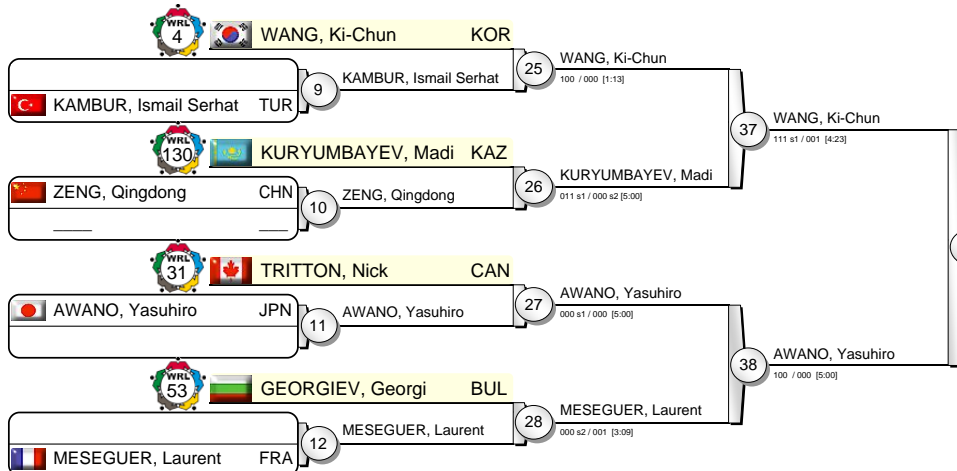 WRL
4
WANG, Ki-Chun KOR
KAMBUR, Ismail Serhat TUR
9
KAMBUR, Ismail Serhat
25
WANG, Ki-Chun
100 / 000 [1:13]
WRL
130
KURYUMBAYEV, Madi KAZ
ZENG, Qingdong CHN
____ ___
10
ZENG, Qingdong
26
KURYUMBAYEV, Madi
011 s1 / 000 s2 [5:00]
37
WANG, Ki-Chun
111 s1 / 001 [4:23]
WRL
31
TRITTON, Nick CAN
AWANO, Yasuhiro JPN
11
AWANO, Yasuhiro
27
AWANO, Yasuhiro
000 s1 / 000 [5:00]
WRL
53
GEORGIEV, Georgi BUL
MESEGUER, Laurent FRA
12
MESEGUER, Laurent
28
MESEGUER, Laurent
000 s2 / 001 [3:09]
38
AWANO, Yasuhiro
100 / 000 [5:00]